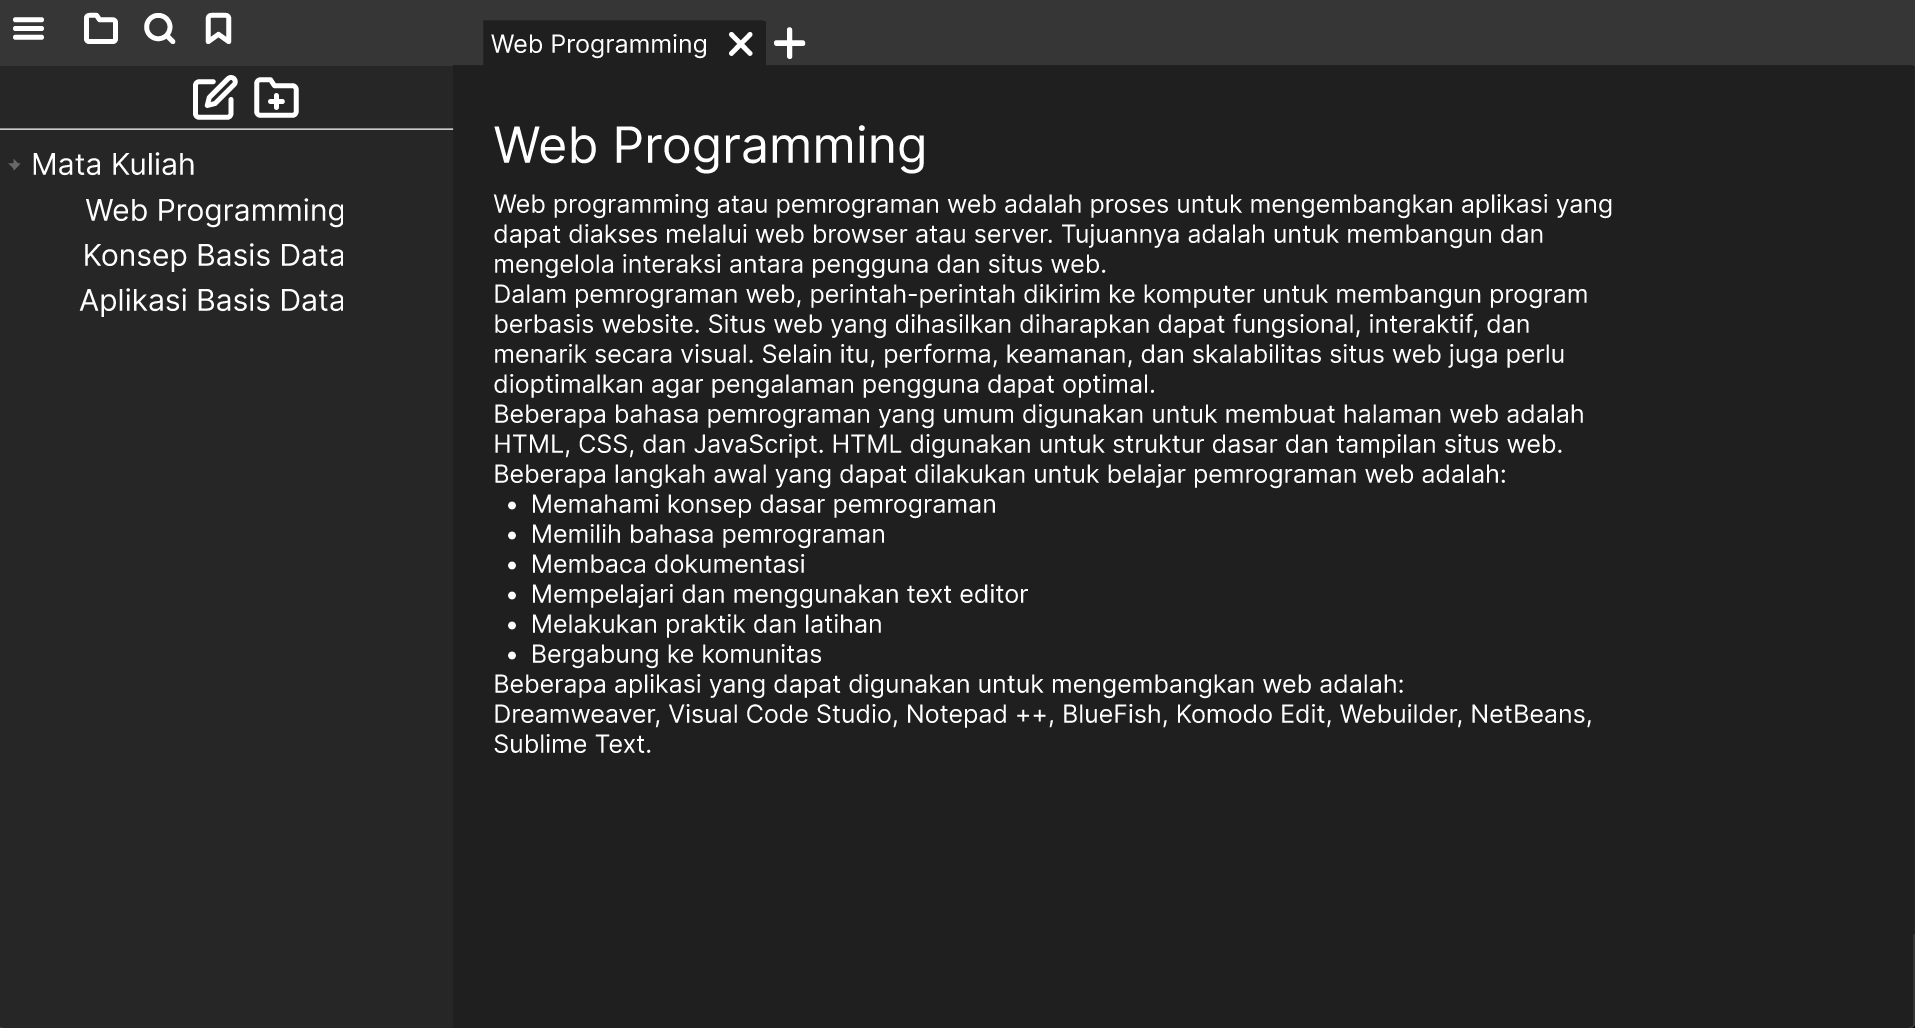 Web Programming
Mata Kuliah
Web Programming
Konsep Basis Data
Aplikasi Basis Data
Web Programming
Web programming atau pemrograman web adalah proses untuk mengembangkan aplikasi yang
dapat diakses melalui web browser atau server. Tujuannya adalah untuk membangun dan
mengelola interaksi antara pengguna dan situs web.
Dalam pemrograman web, perintah-perintah dikirim ke komputer untuk membangun program
berbasis website. Situs web yang dihasilkan diharapkan dapat fungsional, interaktif, dan
menarik secara visual. Selain itu, performa, keamanan, dan skalabilitas situs web juga perlu
dioptimalkan agar pengalaman pengguna dapat optimal.
Beberapa bahasa pemrograman yang umum digunakan untuk membuat halaman web adalah
HTML, CSS, dan JavaScript. HTML digunakan untuk struktur dasar dan tampilan situs web.
Beberapa langkah awal yang dapat dilakukan untuk belajar pemrograman web adalah:
• Memahami konsep dasar pemrograman
• Memilih bahasa pemrograman
• Membaca dokumentasi
• Mempelajari dan menggunakan text editor
• Melakukan praktik dan latihan
• Bergabung ke komunitas
Beberapa aplikasi yang dapat digunakan untuk mengembangkan web adalah:
Dreamweaver, Visual Code Studio, Notepad ++, BlueFish, Komodo Edit, Webuilder, NetBeans,
Sublime Text.